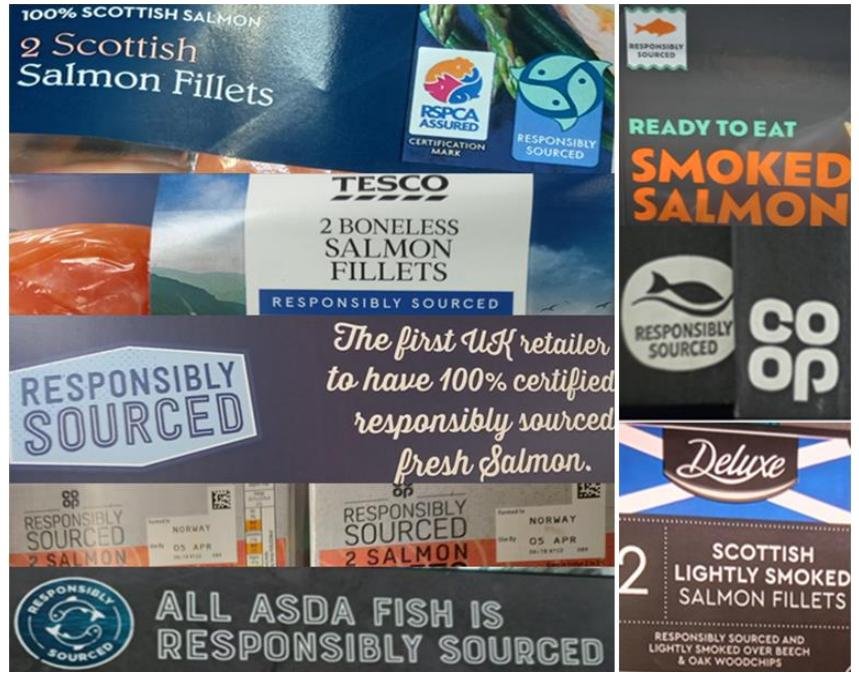 100% SCOTTISH SALMON
2 Scottish
Salmon Fillets
RSPCA
ASSURED
CERTIFICATION
MARK
RESPONSIBLY
SOURCED
TESCO
2 BONELESS
SALMON
FILLETS
RESPONSIBLY SOURCED
RESPONSIBLY
SOURCED
The first UK retailer
to have 100% certified
responsibly sourced
fresh Salmon.
CO
OP
RESPONSIBLY
SOURCED
2 SALMON
NORWAY
05 APR
CO
OP
RESPONSIBLY
SOURCED
2 SALMON
NORWAY
05 APR
RESPONSIBLY
SOURCED
ALL ASDA FISH IS
RESPONSIBLY SOURCED
RESPONSIBLY
SOURCED
READY TO EAT
SMOKED
SALMON
RESPONSIBLY
SOURCED
CO
OP
Deluxe
2
SCOTTISH
LIGHTLY SMOKED
SALMON FILLETS
RESPONSIBLY SOURCED AND
LIGHTLY SMOKED OVER BEECH
& OAK WOODCHIPS